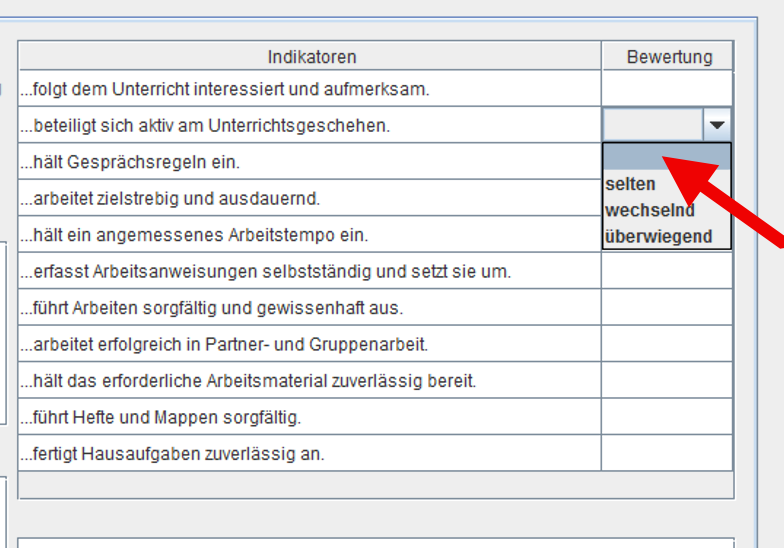 Indikatoren Bewertung
...folgt dem Unterricht interessiert und aufmerksam.
...beteiligt sich aktiv am Unterrichtsgeschehen.
...hält Gesprächsregeln ein.
selten
...arbeitet zielstrebig und ausdauernd.
wechselnd
...hält ein angemessenes Arbeitstempo ein.
überwiegend
...erfasst Arbeitsanweisungen selbstständig und setzt sie um.
...führt Arbeiten sorgfältig und gewissenhaft aus.
...arbeitet erfolgreich in Partner- und Gruppenarbeit.
...hält das erforderliche Arbeitsmaterial zuverlässig bereit.
...führt Hefte und Mappen sorgfältig.
...fertigt Hausaufgaben zuverlässig an.